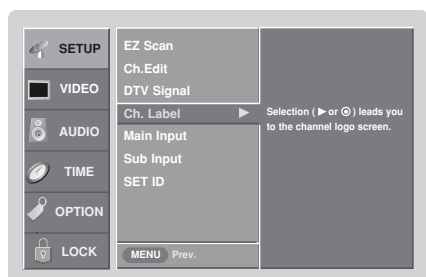 SETUP
VIDEO
AUDIO
TIME
OPTION
LOCK
EZ Scan
Ch.Edit
DTV Signal
Ch. Label ▶
Main Input
Sub Input
SET ID
MENU Prev.
Selection ( ▶ or ◉ ) leads you
to the channel logo screen.